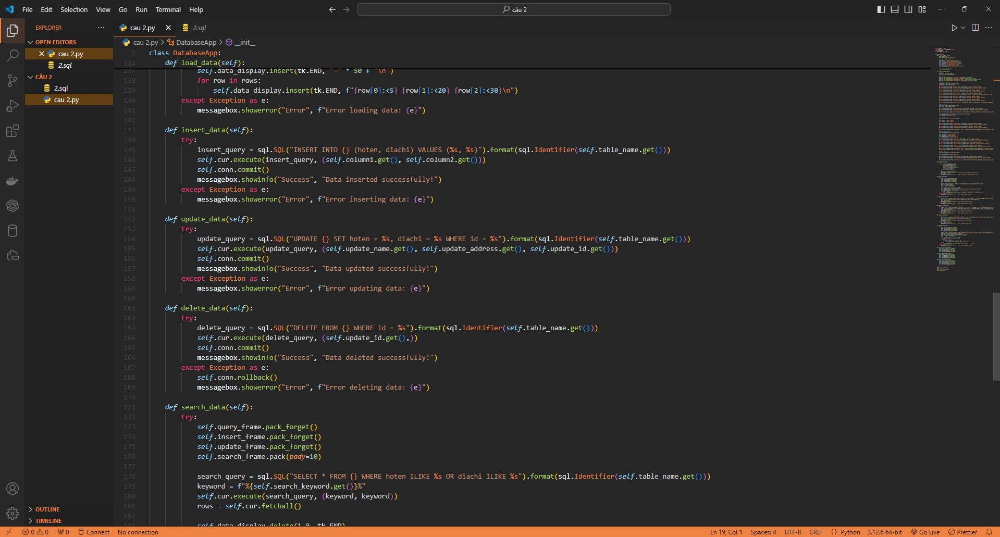 File Edit Selection View Go Run Terminal Help
câu 2
EXPLORER
OPEN EDITORS
cau 2.py
2.sql
CÂU 2
2.sql
cau 2.py
OUTLINE
TIMELINE
cau 2.py 2.sql
cau 2.py > DatabaseApp > __init__
7 class DatabaseApp:
124 def load_data(self):
137 self.data_display.insert(tk.END, "-" * 50 + "\n")
138 for row in rows:
139 self.data_display.insert(tk.END, f"{row[0]:<5} {row[1]:<20} {row[2]:<30}\n")
140 except Exception as e:
141 messagebox.showerror("Error", f"Error loading data: {e}")
142
143 def insert_data(self):
144 try:
145 insert_query = sql.SQL("INSERT INTO {} (hoten, diachi) VALUES (%s, %s)").format(sql.Identifier(self.table_name.get()))
146 self.cur.execute(insert_query, (self.column1.get(), self.column2.get()))
147 self.conn.commit()
148 messagebox.showinfo("Success", "Data inserted successfully!")
149 except Exception as e:
150 messagebox.showerror("Error", f"Error inserting data: {e}")
151
152 def update_data(self):
153 try:
154 update_query = sql.SQL("UPDATE {} SET hoten = %s, diachi = %s WHERE id = %s").format(sql.Identifier(self.table_name.get()))
155 self.cur.execute(update_query, (self.update_name.get(), self.update_address.get(), self.update_id.get()))
156 self.conn.commit()
157 messagebox.showinfo("Success", "Data updated successfully!")
158 except Exception as e:
159 messagebox.showerror("Error", f"Error updating data: {e}")
160
161 def delete_data(self):
162 try:
163 delete_query = sql.SQL("DELETE FROM {} WHERE id = %s").format(sql.Identifier(self.table_name.get()))
164 self.cur.execute(delete_query, (self.update_id.get(),))
165 self.conn.commit()
166 messagebox.showinfo("Success", "Data deleted successfully!")
167 except Exception as e:
168 self.conn.rollback()
169 messagebox.showerror("Error", f"Error deleting data: {e}")
170
171 def search_data(self):
172 try:
173 self.query_frame.pack_forget()
174 self.insert_frame.pack_forget()
175 self.update_frame.pack_forget()
176 self.search_frame.pack(pady=10)
177
178 search_query = sql.SQL("SELECT * FROM {} WHERE hoten ILIKE %s OR diachi ILIKE %s").format(sql.Identifier(self.table_name.get()))
179 keyword = f"%{self.search_keyword.get()}%"
180 self.cur.execute(search_query, (keyword, keyword))
181 rows = self.cur.fetchall()
182
183 self.data_display.delete(1.0, tk.END)
0 0 0 Connect No connection Ln 19, Col 1 Spaces: 4 UTF-8 CRLF {} Python 3.12.6 64-bit Go Live Prettier